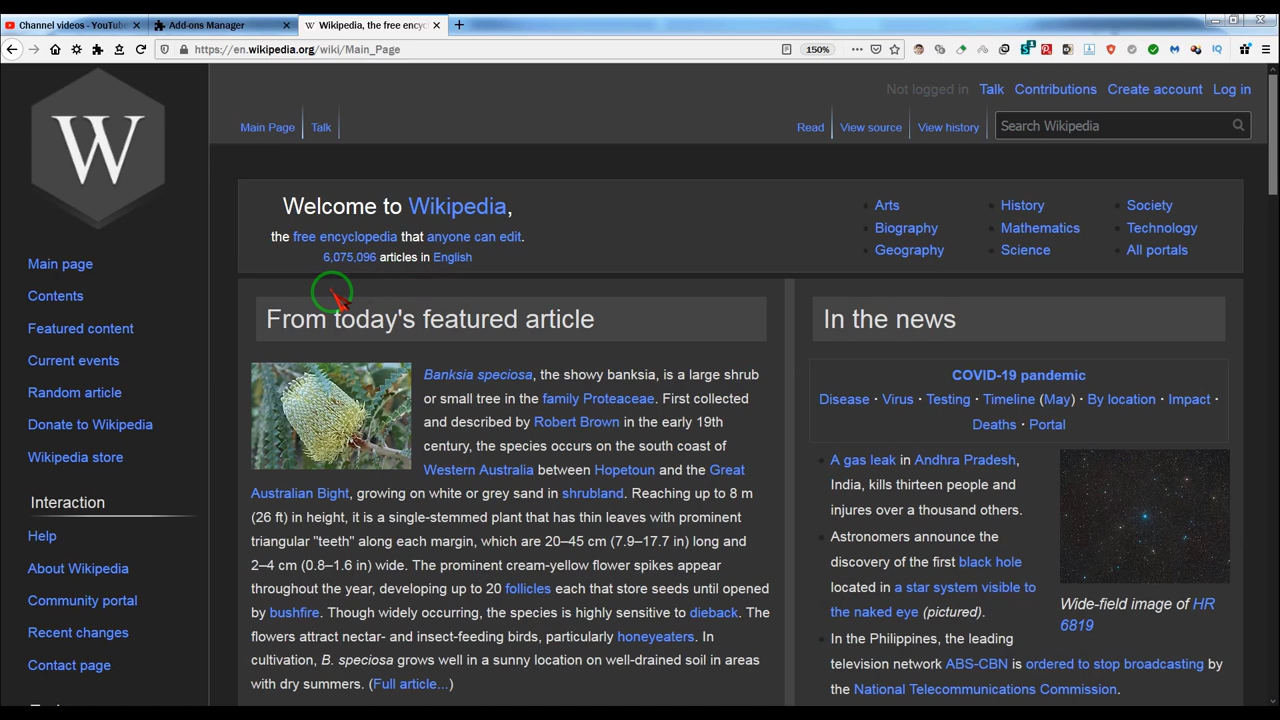 Channel videos - YouTube
Add-ons Manager
Wikipedia, the free ency
https://en.wikipedia.org/wiki/Main_Page
150%
Not logged in Talk Contributions Create account Log in
Main Page Talk
Read View source View history
Search Wikipedia
W
Main page
Contents
Featured content
Current events
Random article
Donate to Wikipedia
Wikipedia store
Interaction
Help
About Wikipedia
Community portal
Recent changes
Contact page
Welcome to Wikipedia,
the free encyclopedia that anyone can edit.
6,075,096 articles in English
Arts
Biography
Geography
History
Mathematics
Science
Society
Technology
All portals
From today's featured article
Banksia speciosa, the showy banksia, is a large shrub
or small tree in the family Proteaceae. First collected
and described by Robert Brown in the early 19th
century, the species occurs on the south coast of
Western Australia between Hopetoun and the Great
Australian Bight, growing on white or grey sand in shrubland. Reaching up to 8 m
(26 ft) in height, it is a single-stemmed plant that has thin leaves with prominent
triangular "teeth" along each margin, which are 20–45 cm (7.9–17.7 in) long and
2–4 cm (0.8–1.6 in) wide. The prominent cream-yellow flower spikes appear
throughout the year, developing up to 20 follicles each that store seeds until opened
by bushfire. Though widely occurring, the species is highly sensitive to dieback. The
flowers attract nectar- and insect-feeding birds, particularly honeyeaters. In
cultivation, B. speciosa grows well in a sunny location on well-drained soil in areas
with dry summers. (Full article...)
In the news
COVID-19 pandemic
Disease · Virus · Testing · Timeline (May) · By location · Impact ·
Deaths · Portal
A gas leak in Andhra Pradesh,
India, kills thirteen people and
injures over a thousand others.
Astronomers announce the
discovery of the first black hole
located in a star system visible to
the naked eye (pictured).
Wide-field image of HR
6819
In the Philippines, the leading
television network ABS-CBN is ordered to stop broadcasting by
the National Telecommunications Commission.